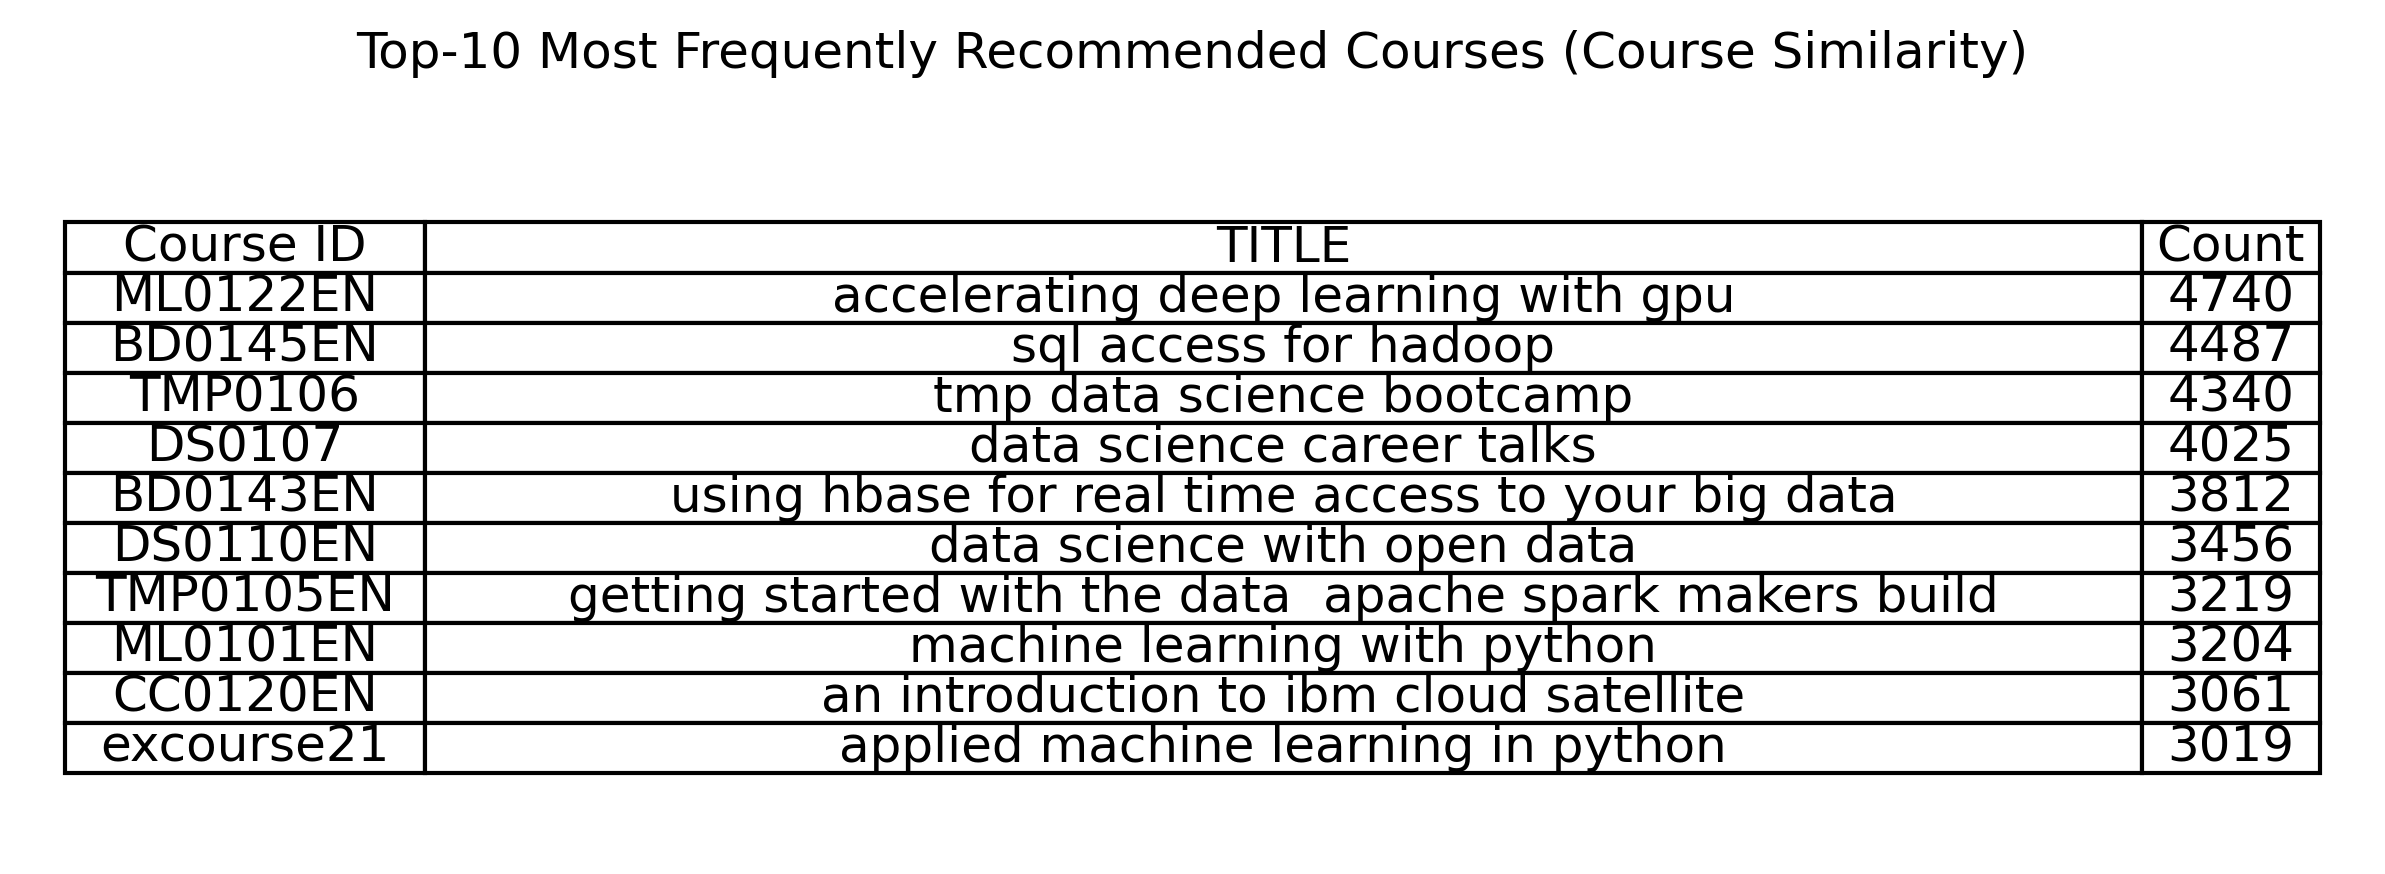 Top-10 Most Frequently Recommended Courses (Course Similarity)
Course ID TITLE Count
ML0122EN accelerating deep learning with gpu 4740
BD0145EN sql access for hadoop 4487
TMP0106 tmp data science bootcamp 4340
DS0107 data science career talks 4025
BD0143EN using hbase for real time access to your big data 3812
DS0110EN data science with open data 3456
TMP0105EN getting started with the data  apache spark makers build 3219
ML0101EN machine learning with python 3204
CC0120EN an introduction to ibm cloud satellite 3061
excourse21 applied machine learning in python 3019